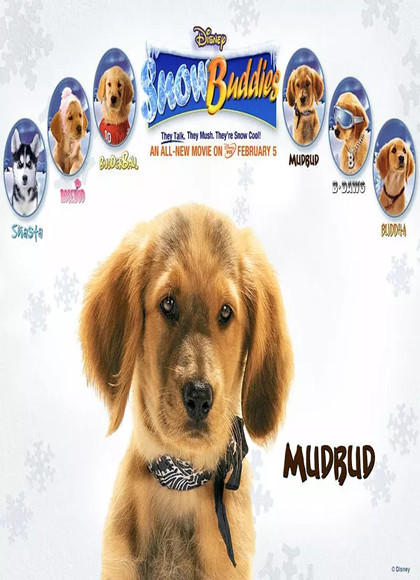 Disney
Snow Buddies
They Talk. They Mush. They're Snow Cool!
AN ALL-NEW MOVIE ON FEBRUARY 5
Shasta
ROSEBUD
BUDDERBALL
MUDBUD
B-DAWG
BUDDHA
MUDBUD
© Disney